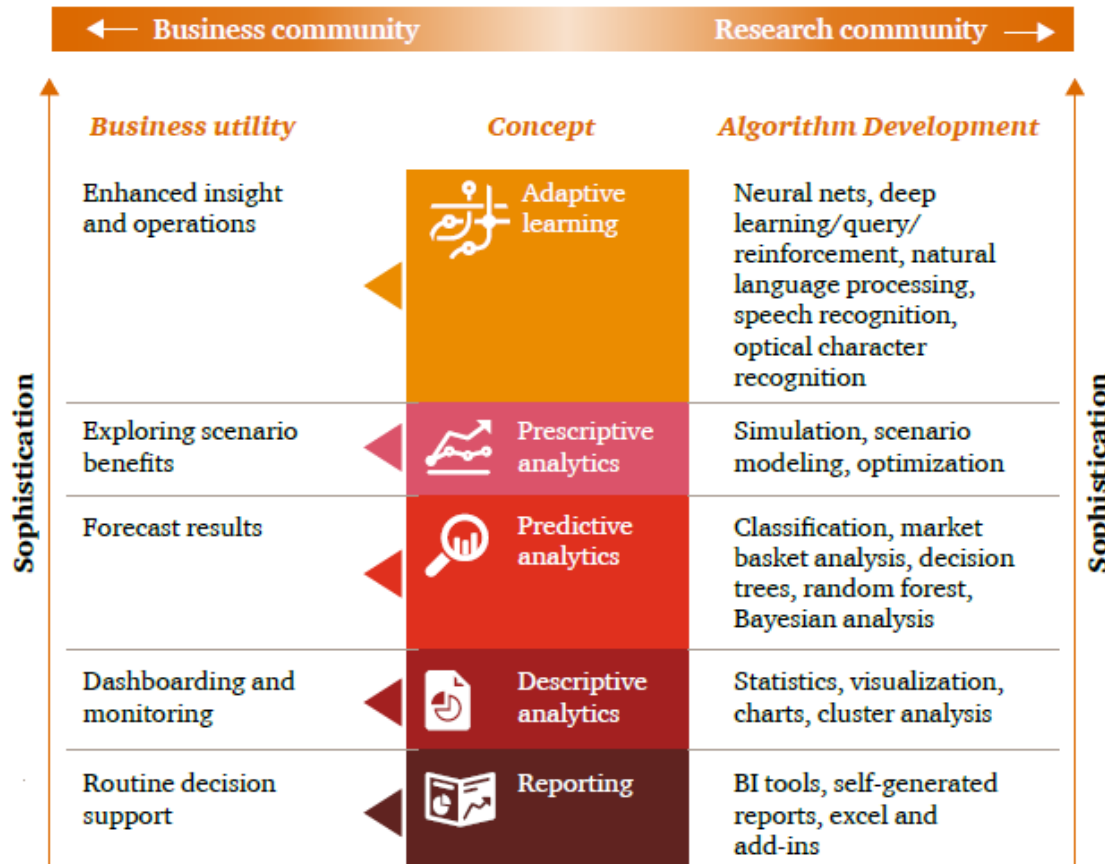 Business community
Research community
Business utility
Concept
Algorithm Development
Enhanced insight
and operations
Adaptive
learning
Neural nets, deep
learning/query/
reinforcement, natural
language processing,
speech recognition,
optical character
recognition
Exploring scenario
benefits
Prescriptive
analytics
Simulation, scenario
modeling, optimization
Forecast results
Predictive
analytics
Classification, market
basket analysis, decision
trees, random forest,
Bayesian analysis
Dashboarding and
monitoring
Descriptive
analytics
Statistics, visualization,
charts, cluster analysis
Routine decision
support
Reporting
BI tools, self-generated
reports, excel and
add-ins
Sophistication
Sophistication